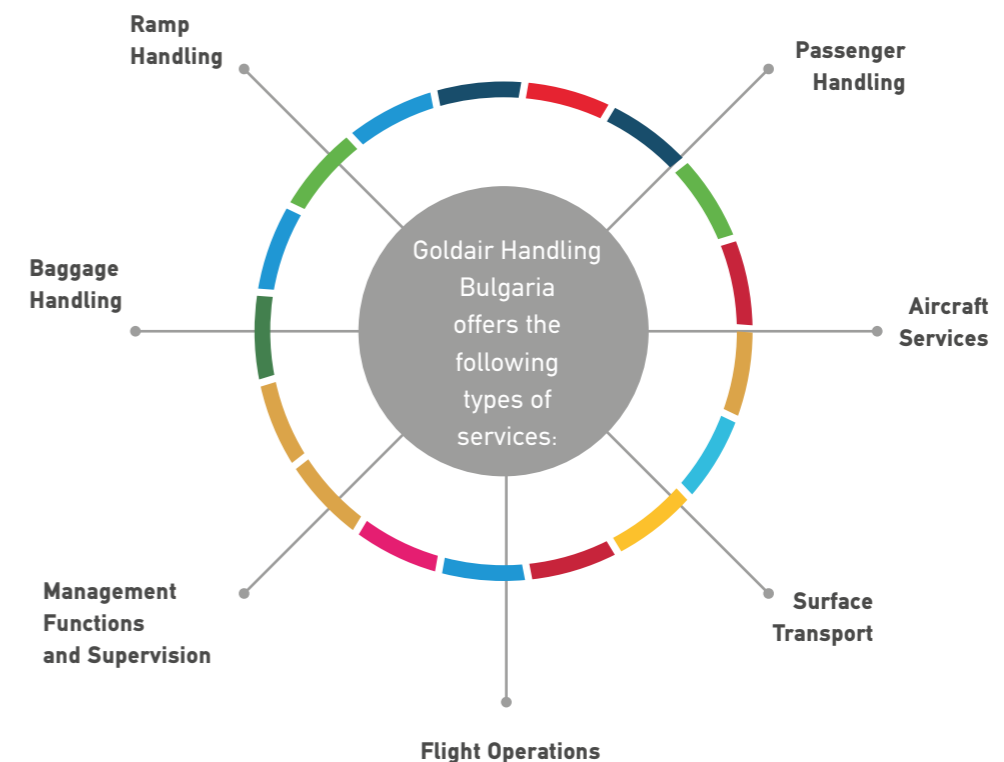 Ramp
Handling
Passenger
Handling
Goldair Handling
Bulgaria
offers the
following
types of
services:
Baggage
Handling
Aircraft
Services
Management
Functions
and Supervision
Surface
Transport
Flight Operations